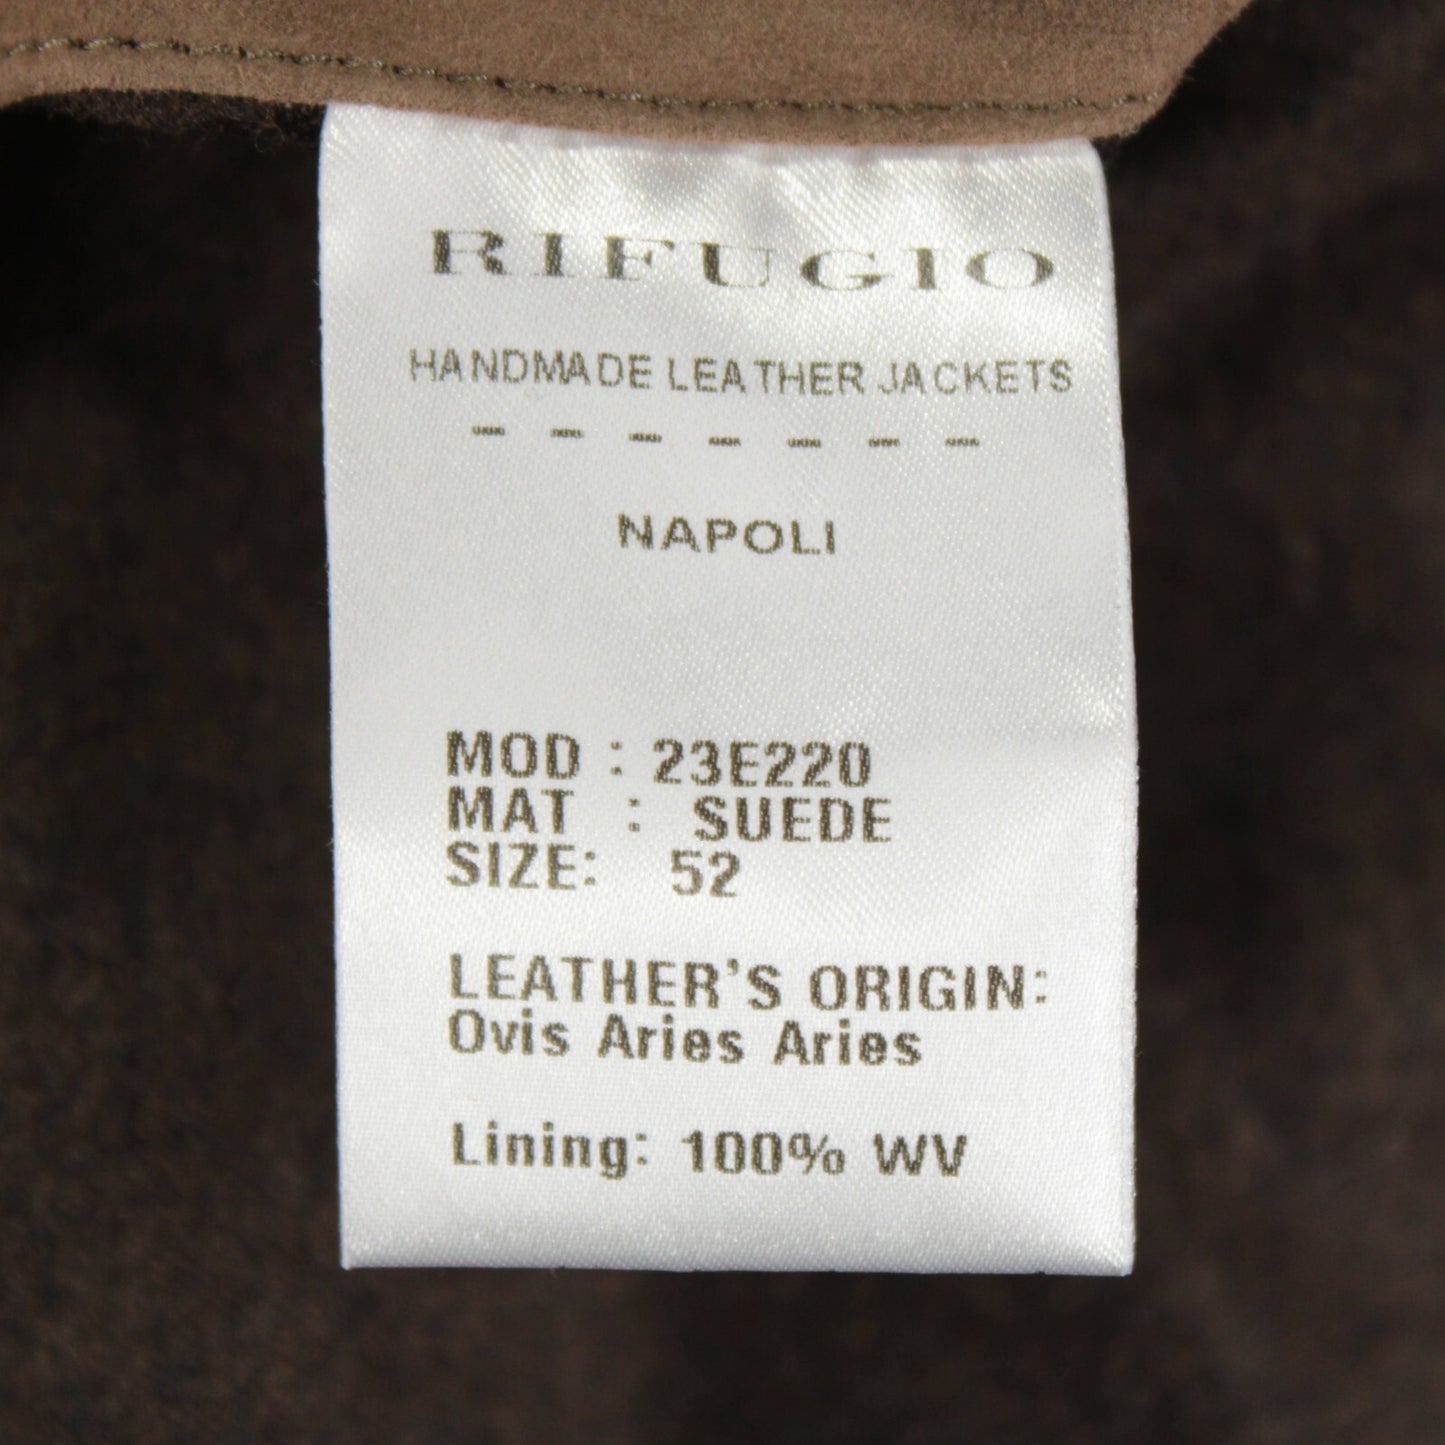 RIFUGIO
HANDMADE LEATHER JACKETS
- - - - - - -
NAPOLI
MOD : 23E220
MAT : SUEDE
SIZE: 52
LEATHER'S ORIGIN:
Ovis Aries Aries
Lining: 100% WV